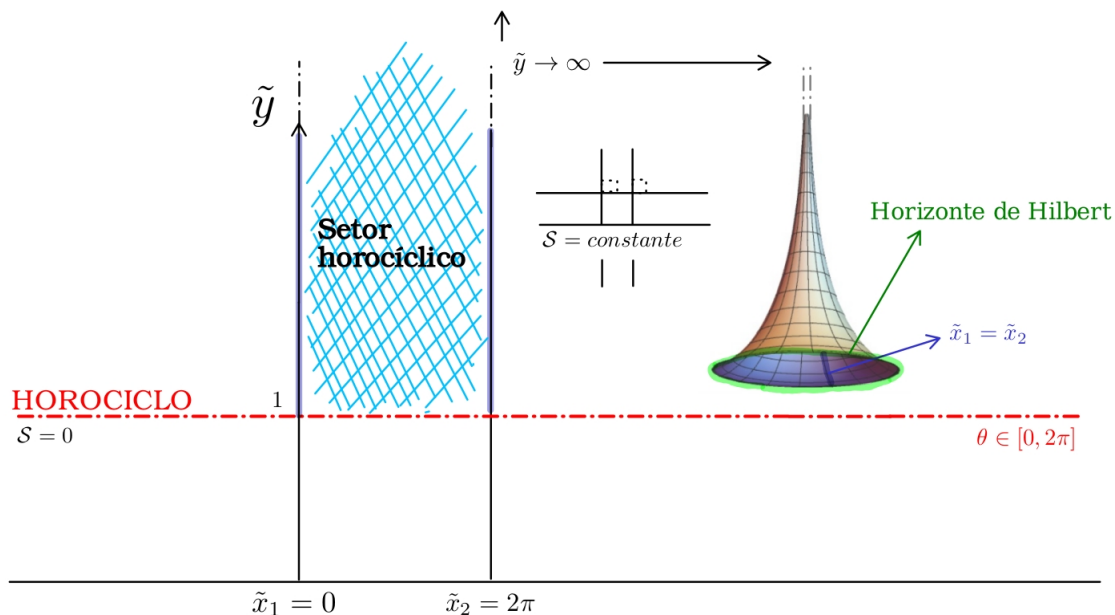 ỹ → ∞
ỹ
Setor
horocíclico
S = constante
Horizonte de Hilbert
x̃₁ = x̃₂
HOROCICLO
1
S = 0
θ ∈ [0, 2π]
x̃₁ = 0
x̃₂ = 2π